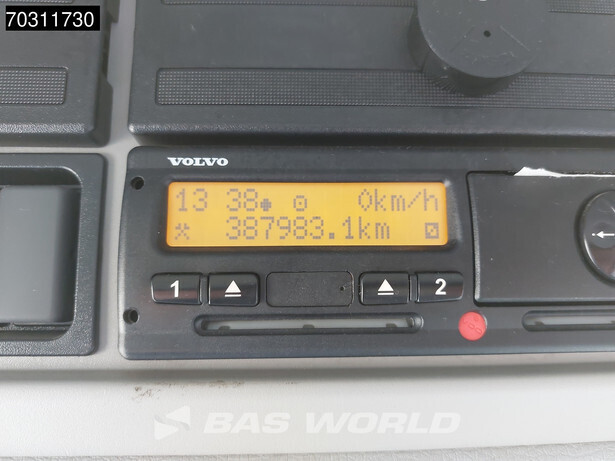 70311730
VOLVO
13 38 0km/h
387983.1km
1 2
BAS WORLD